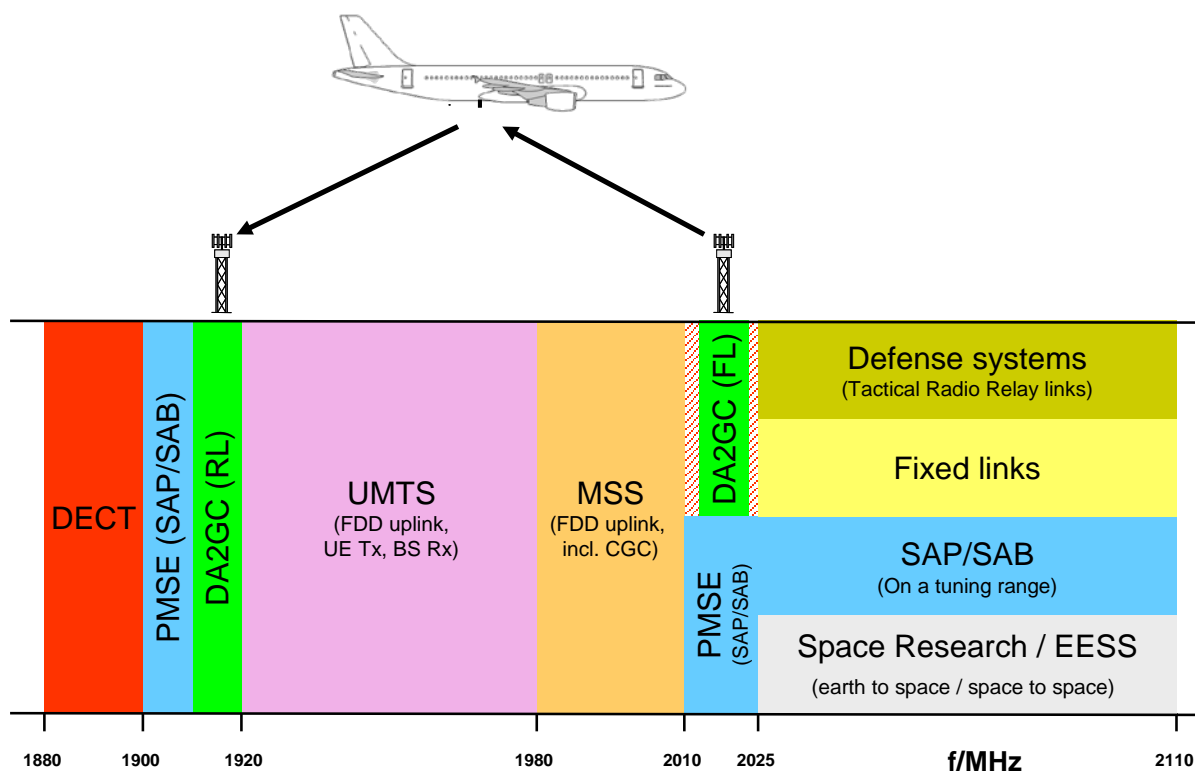 DECT
PMSE (SAP/SAB)
DA2GC (RL)
UMTS
(FDD uplink,
UE Tx, BS Rx)
MSS
(FDD uplink,
incl. CGC)
DA2GC (FL)
PMSE
(SAP/SAB)
Defense systems
(Tactical Radio Relay links)
Fixed links
SAP/SAB
(On a tuning range)
Space Research / EESS
(earth to space / space to space)
1880
1900
1920
1980
2010
2025
f/MHz
2110